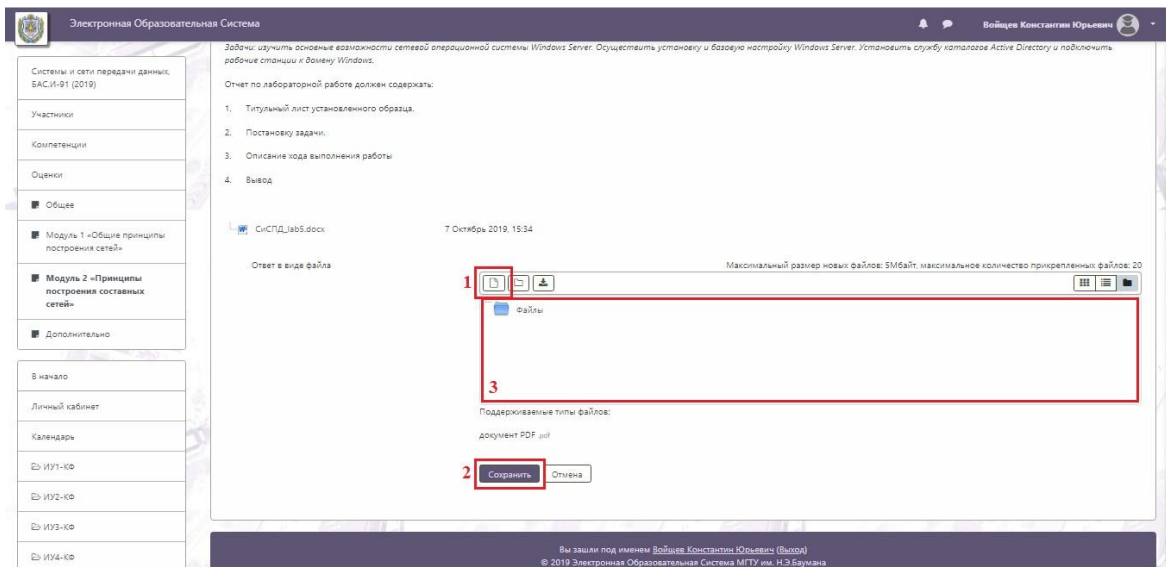 Электронная Образовательная Система
Войщев Константин Юрьевич
Системы и сети передачи данных,
БАС.И-91 (2019)
Участники
Компетенции
Оценки
Общее
Модуль 1 «Общие принципы
построения сетей»
Модуль 2 «Принципы
построения составных
сетей»
Дополнительно
В начало
Личный кабинет
Календарь
ИУ1-КФ
ИУ2-КФ
ИУ3-КФ
ИУ4-КФ
Задачи: изучить основные возможности сетевой операционной системы Windows Server. Осуществить установку и базовую настройку Windows Server. Установить службу каталогов Active Directory и подключить
рабочие станции к домену Windows.
Отчет по лабораторной работе должен содержать:
1. Титульный лист установленного образца.
2. Постановку задачи.
3. Описание хода выполнения работы
4. Вывод
СиСПД_lab5.docx 7 Октябрь 2019, 15:34
Ответ в виде файла
Максимальный размер новых файлов: 5Мбайт, максимальное количество прикрепленных файлов: 20
1
Файлы
3
Поддерживаемые типы файлов:
документ PDF .pdf
2 Сохранить Отмена
Вы зашли под именем Войщев Константин Юрьевич (Выход)
© 2019 Электронная Образовательная Система МГТУ им. Н.Э.Баумана